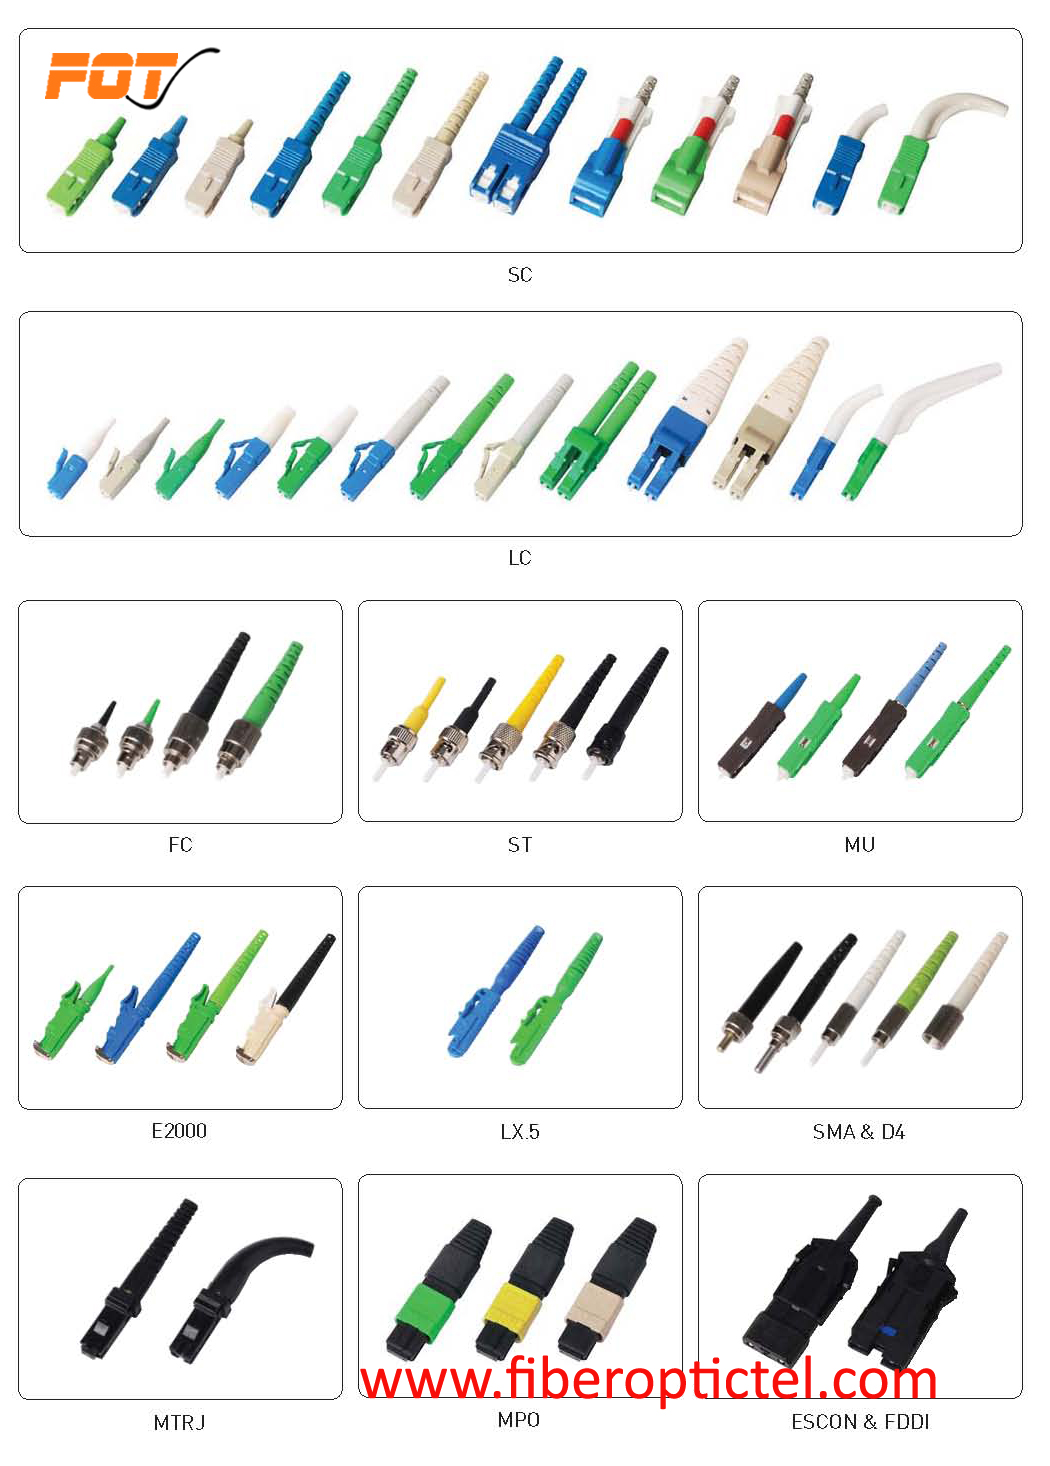 FOT
SC
LC
FC
ST
MU
E2000
LX.5
SMA & D4
MTRJ
MPO
ESCON & FDDI
www.fiberoptictel.com